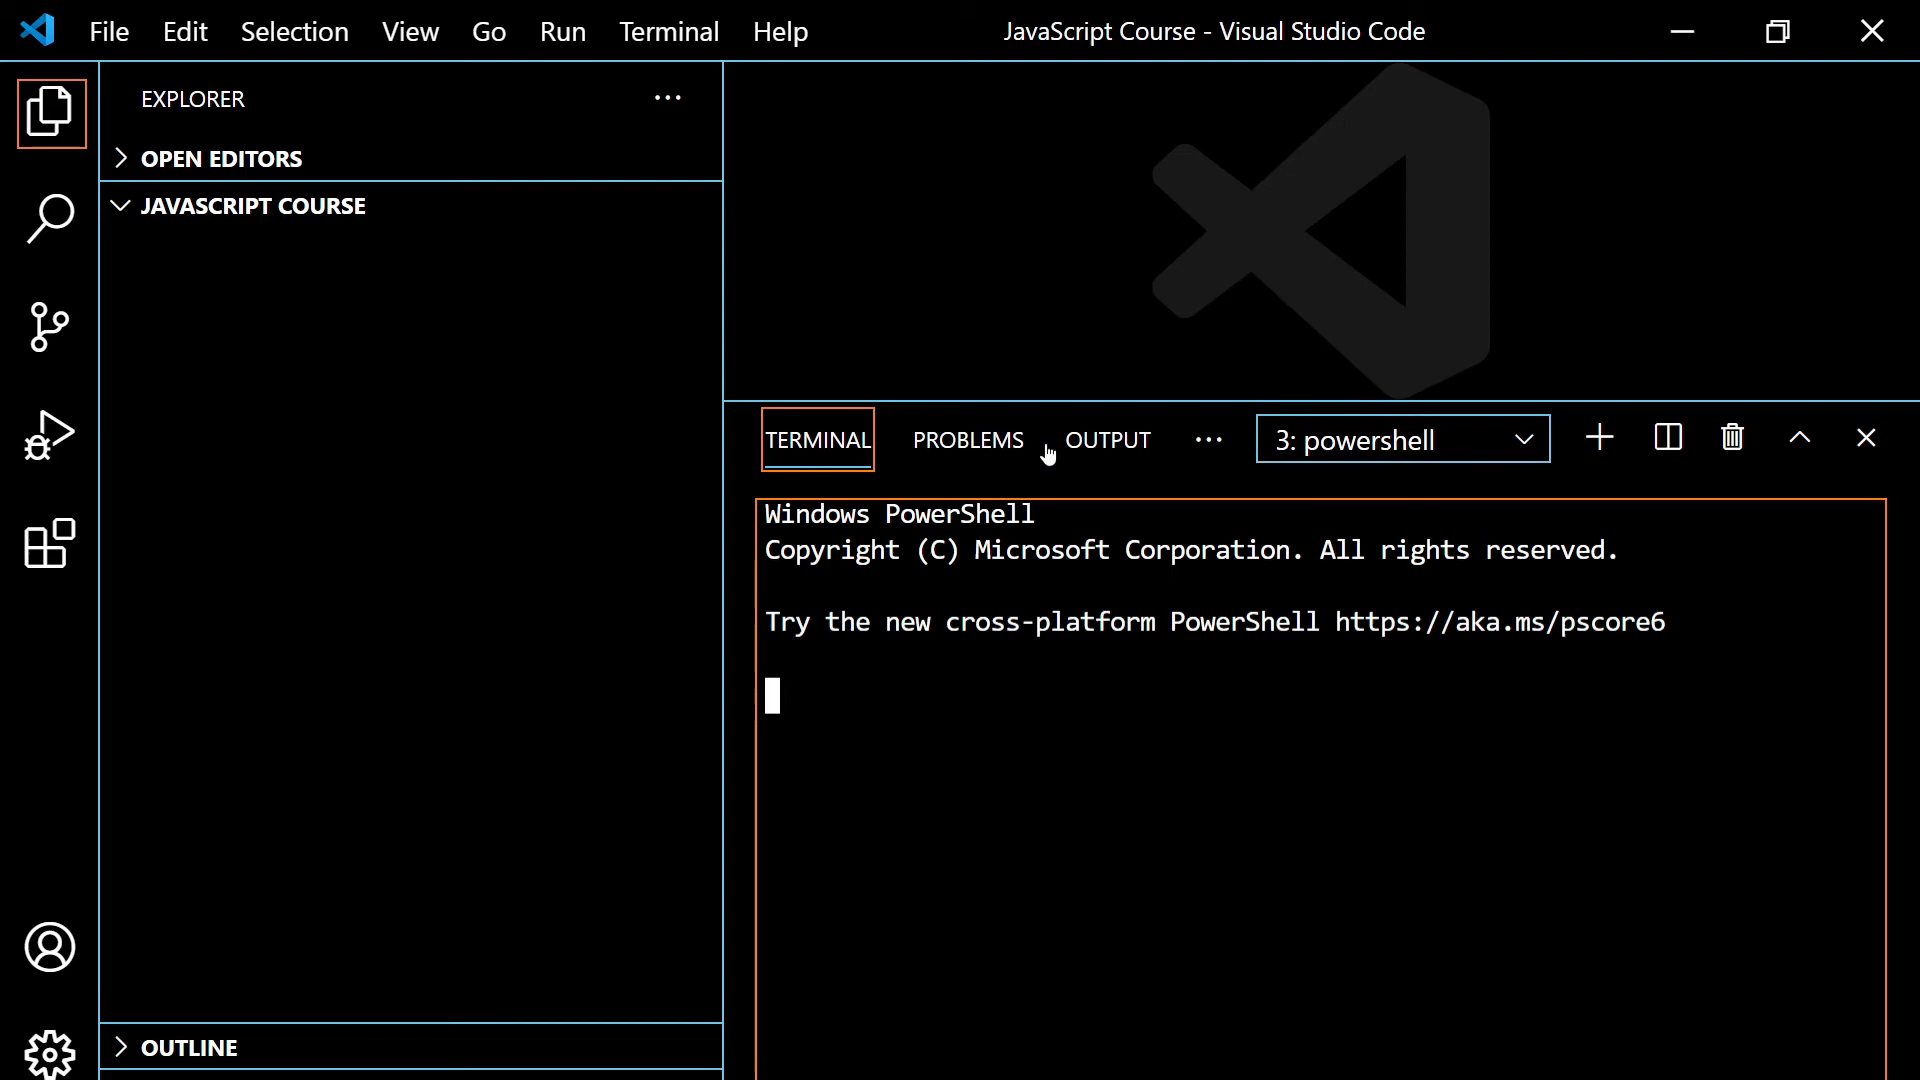 File Edit Selection View Go Run Terminal Help JavaScript Course - Visual Studio Code
EXPLORER
OPEN EDITORS
JAVASCRIPT COURSE
OUTLINE
TERMINAL PROBLEMS OUTPUT 3: powershell
Windows PowerShell
Copyright (C) Microsoft Corporation. All rights reserved.
Try the new cross-platform PowerShell https://aka.ms/pscore6